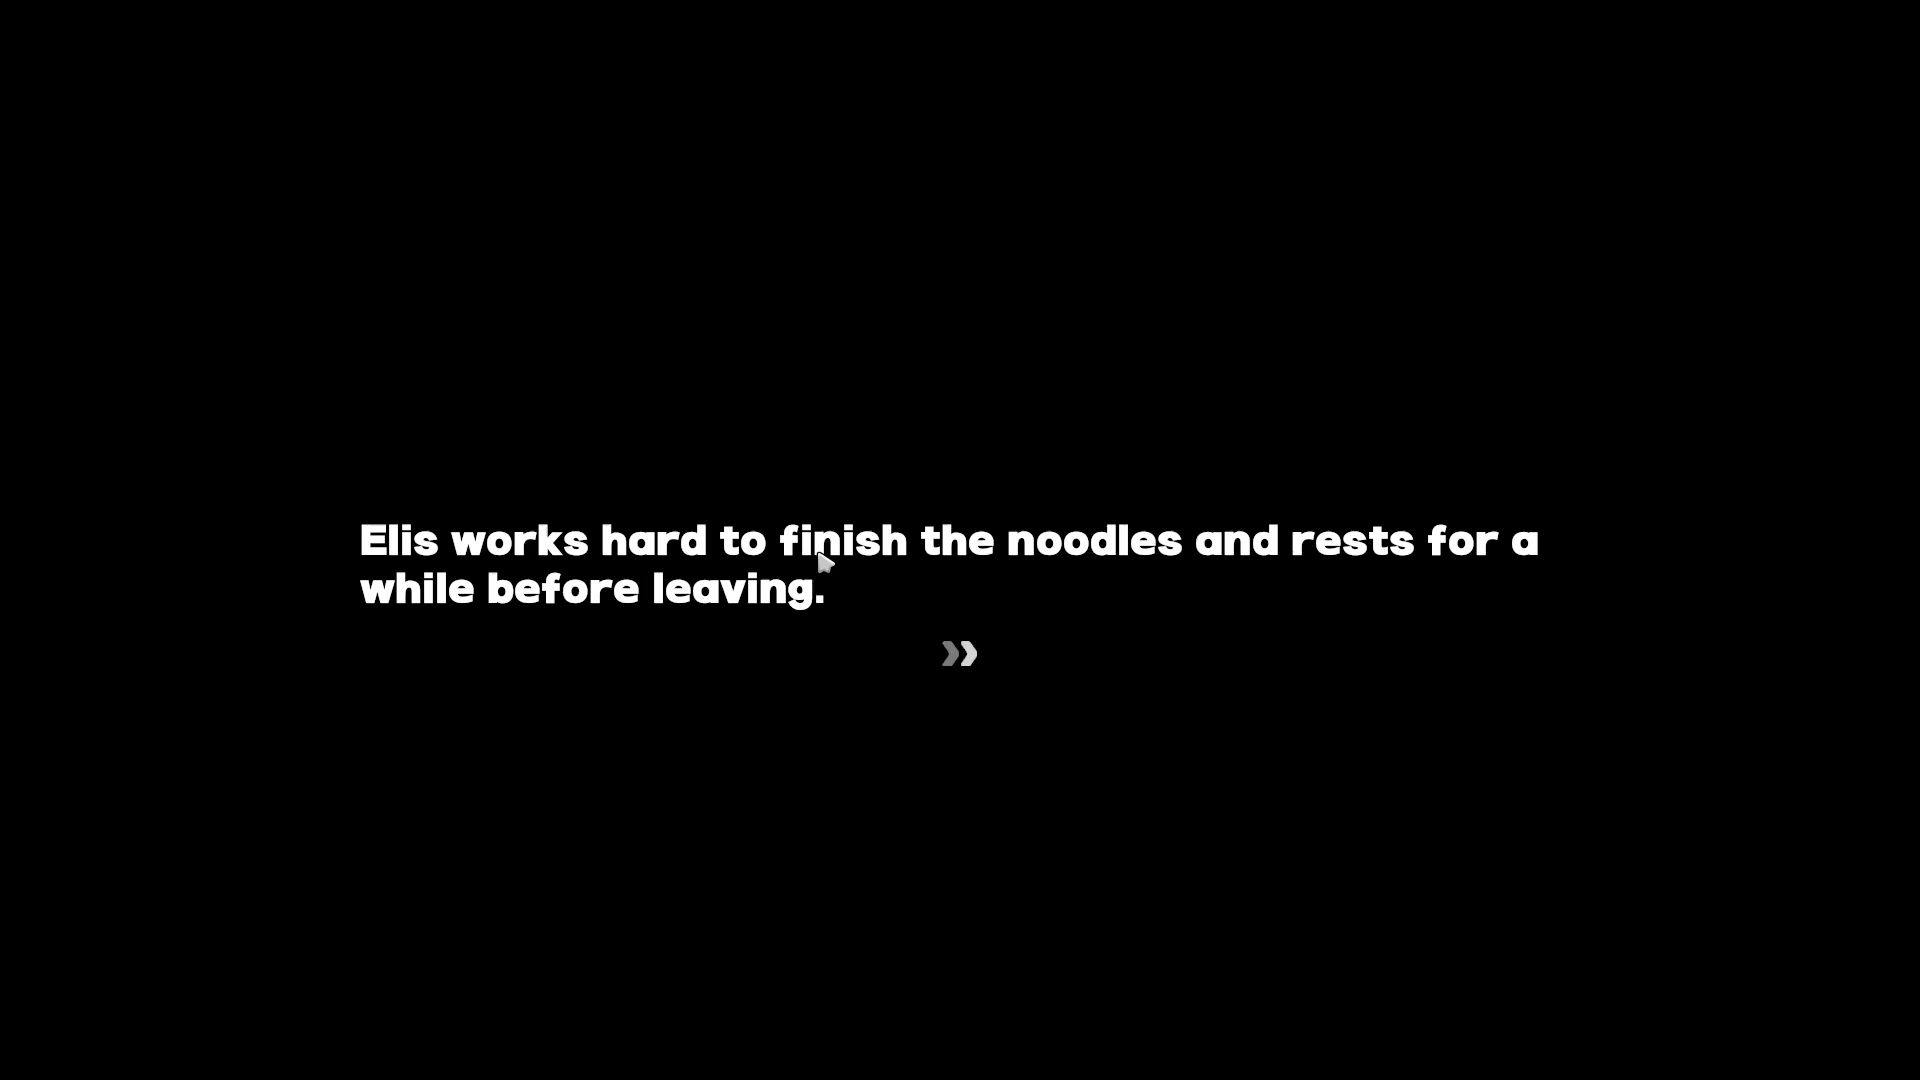 Elis works hard to finish the noodles and rests for a
while before leaving.